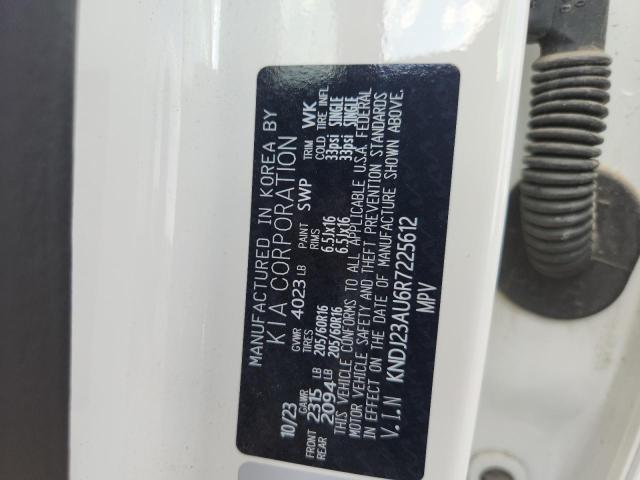 MANUFACTURED IN KOREA BY
KIA CORPORATION
10/23 GVWR 4023 LB PAINT SWP TRIM WK
GAWR TIRES RIMS COLD TIRE INFL
FRONT 2315 LB 205/60R16 6.5Jx16 33psi SINGLE
REAR 2094 LB 205/60R16 6.5Jx16 33psi SINGLE
THIS VEHICLE CONFORMS TO ALL APPLICABLE U.S.A. FEDERAL
MOTOR VEHICLE SAFETY AND THEFT PREVENTION STANDARDS
IN EFFECT ON THE DATE OF MANUFACTURE SHOWN ABOVE.
V.I.N KNDJ23AU6R7225612
MPV